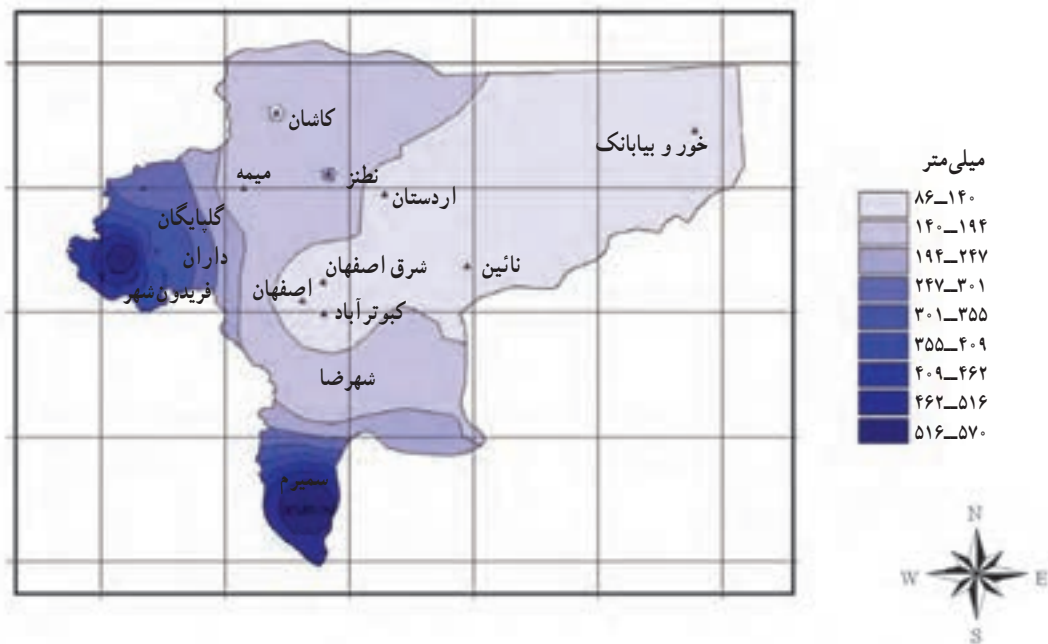 کاشان
خور و بیابانک
میمه
نطنز
اردستان
گلپایگان
داران
شرق اصفهان
نائین
فریدون‌شهر
اصفهان
کبوترآباد
شهرضا
سمیرم
میلی‌متر
۸۶_۱۴۰
۱۴۰_۱۹۴
۱۹۴_۲۴۷
۲۴۷_۳۰۱
۳۰۱_۳۵۵
۳۵۵_۴۰۹
۴۰۹_۴۶۲
۴۶۲_۵۱۶
۵۱۶_۵۷۰
N
W E
S